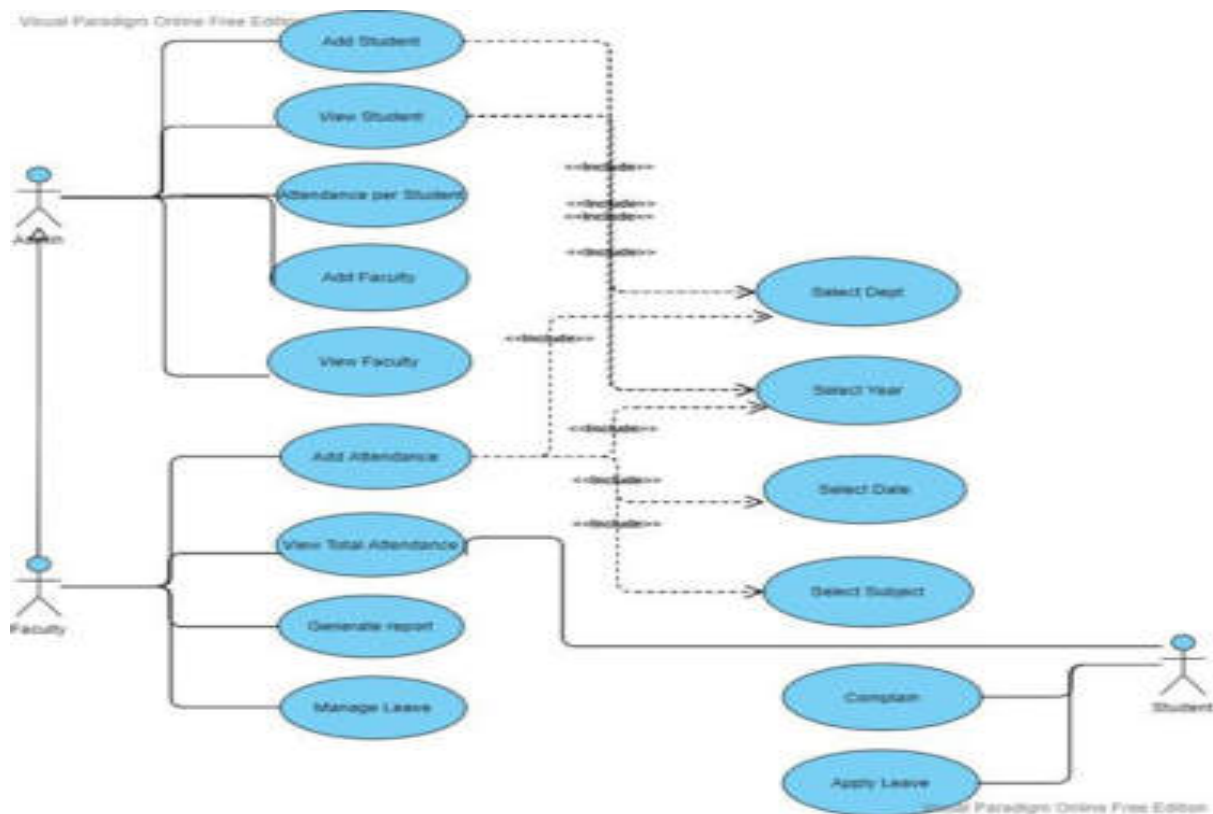 Visual Paradigm Online Free Edition
Add Student
View Student
<<Include>>
Attendance per Student
<<Include>>
<<Include>>
Admin
<<Include>>
Add Faculty
Select Dept
<<Include>>
View Faculty
Select Year
<<Include>>
Add Attendance
<<Include>>
Select Date
<<Include>>
View Total Attendance
Select Subject
Faculty
Generate report
Complain
Student
Manage Leave
Apply Leave
Visual Paradigm Online Free Edition